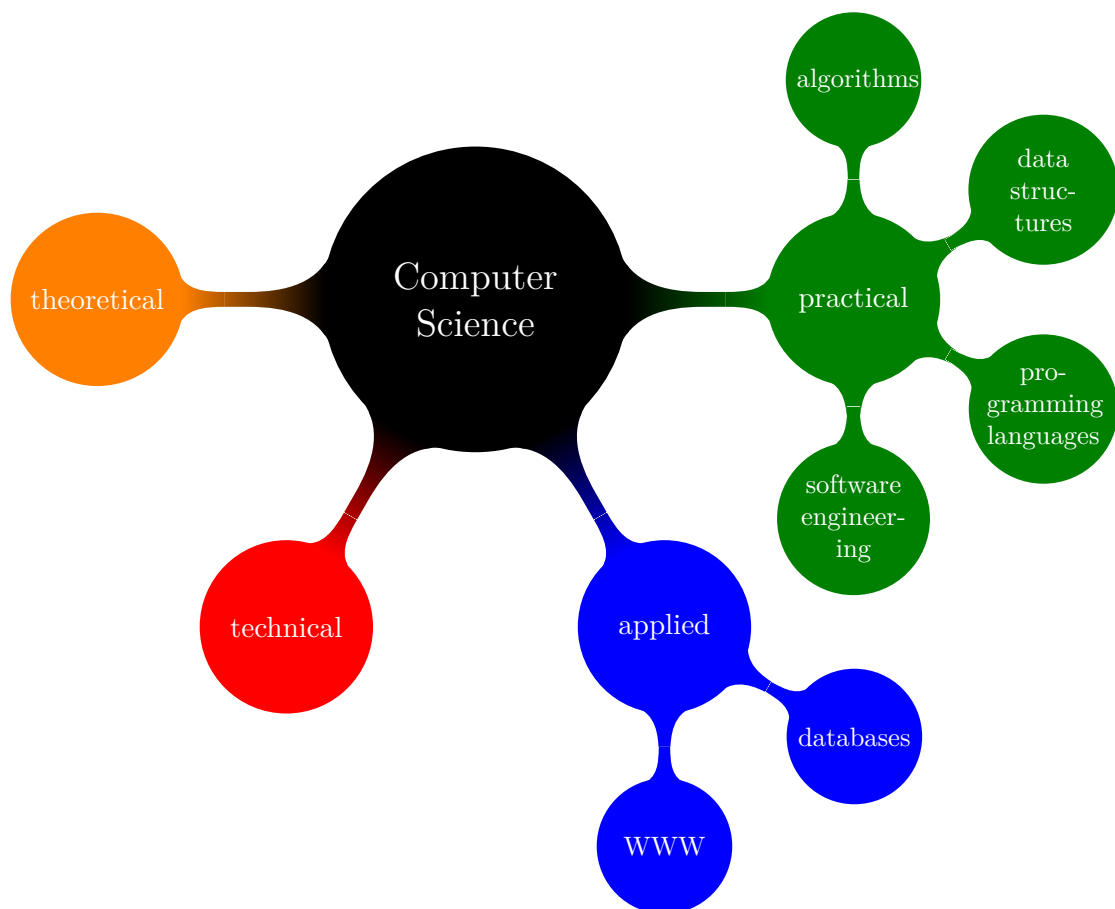 Computer
Science
practical
algorithms
data
struc-
tures
pro-
gramming
languages
software
engineer-
ing
applied
databases
WWW
technical
theoretical